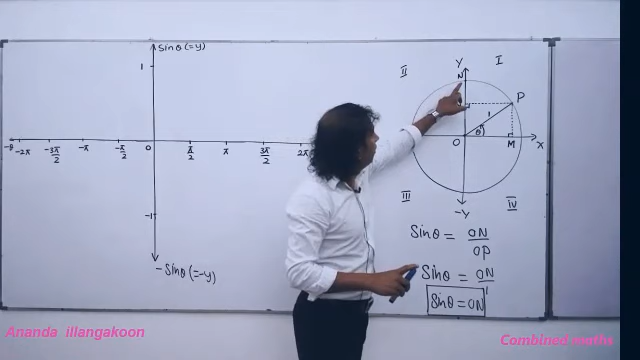 sinθ (=y)
1
-θ -2π -3π/2 -π -π/2 0 π/2 π 3π/2 2π
-1
- sinθ (=-y)
Y
II I
N
P
1
θ
O M X
III IV
-Y
Sinθ = ON/OP
Sinθ = ON/1
Sinθ = ON
Ananda illangakoon
Combined maths